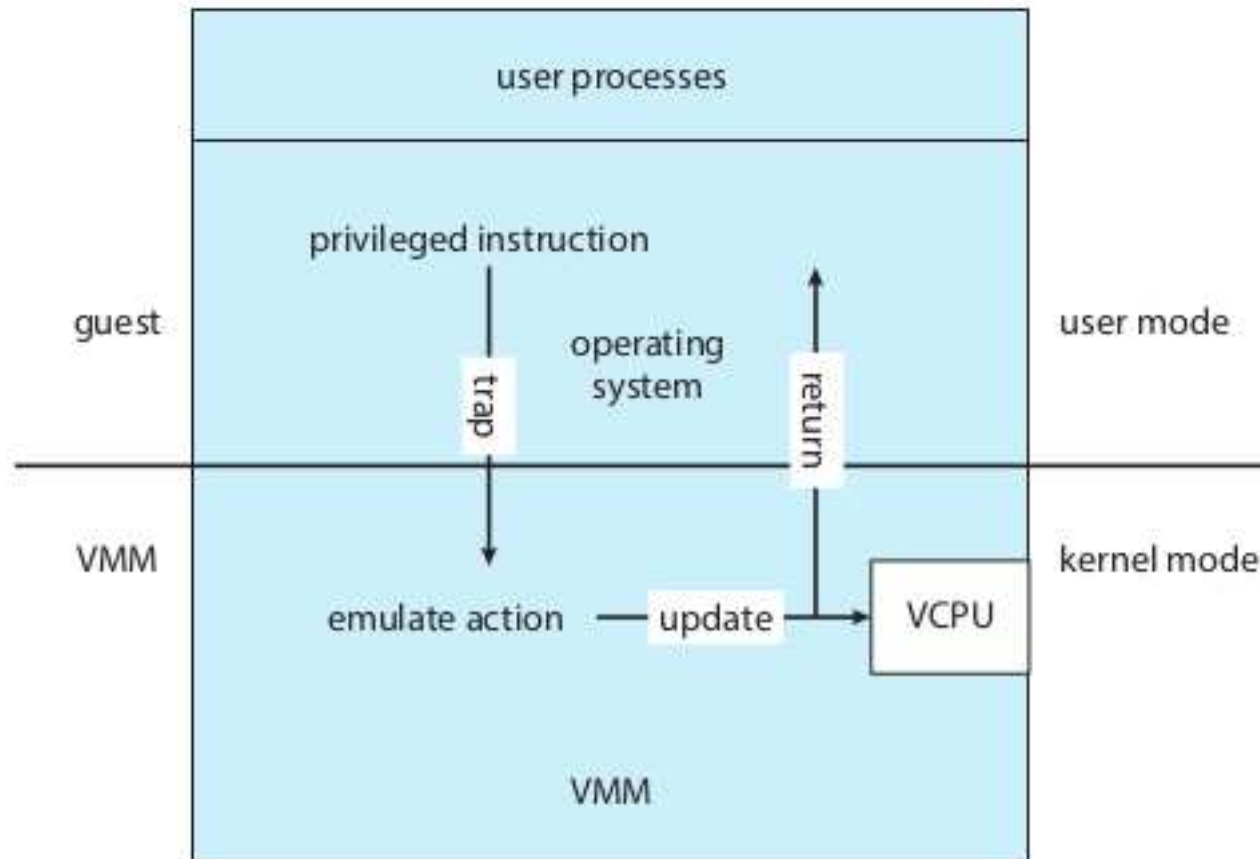 user processes
privileged instruction
guest
operating
system
user mode
trap
return
VMM
kernel mode
emulate action
update
VCPU
VMM